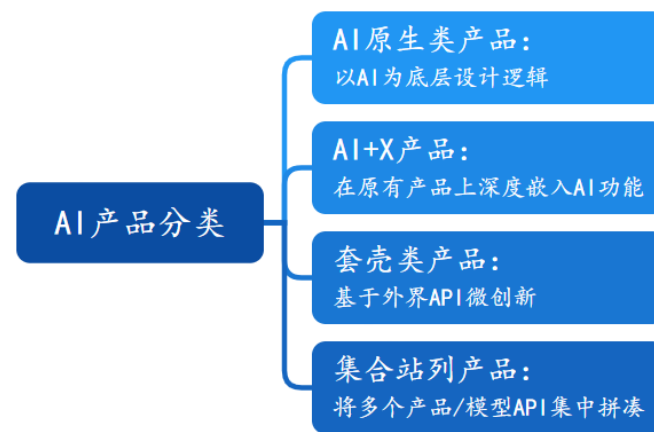 AI产品分类
AI原生类产品：
以AI为底层设计逻辑
AI+X产品：
在原有产品上深度嵌入AI功能
套壳类产品：
基于外界API微创新
集合站列产品：
将多个产品/模型API集中拼凑